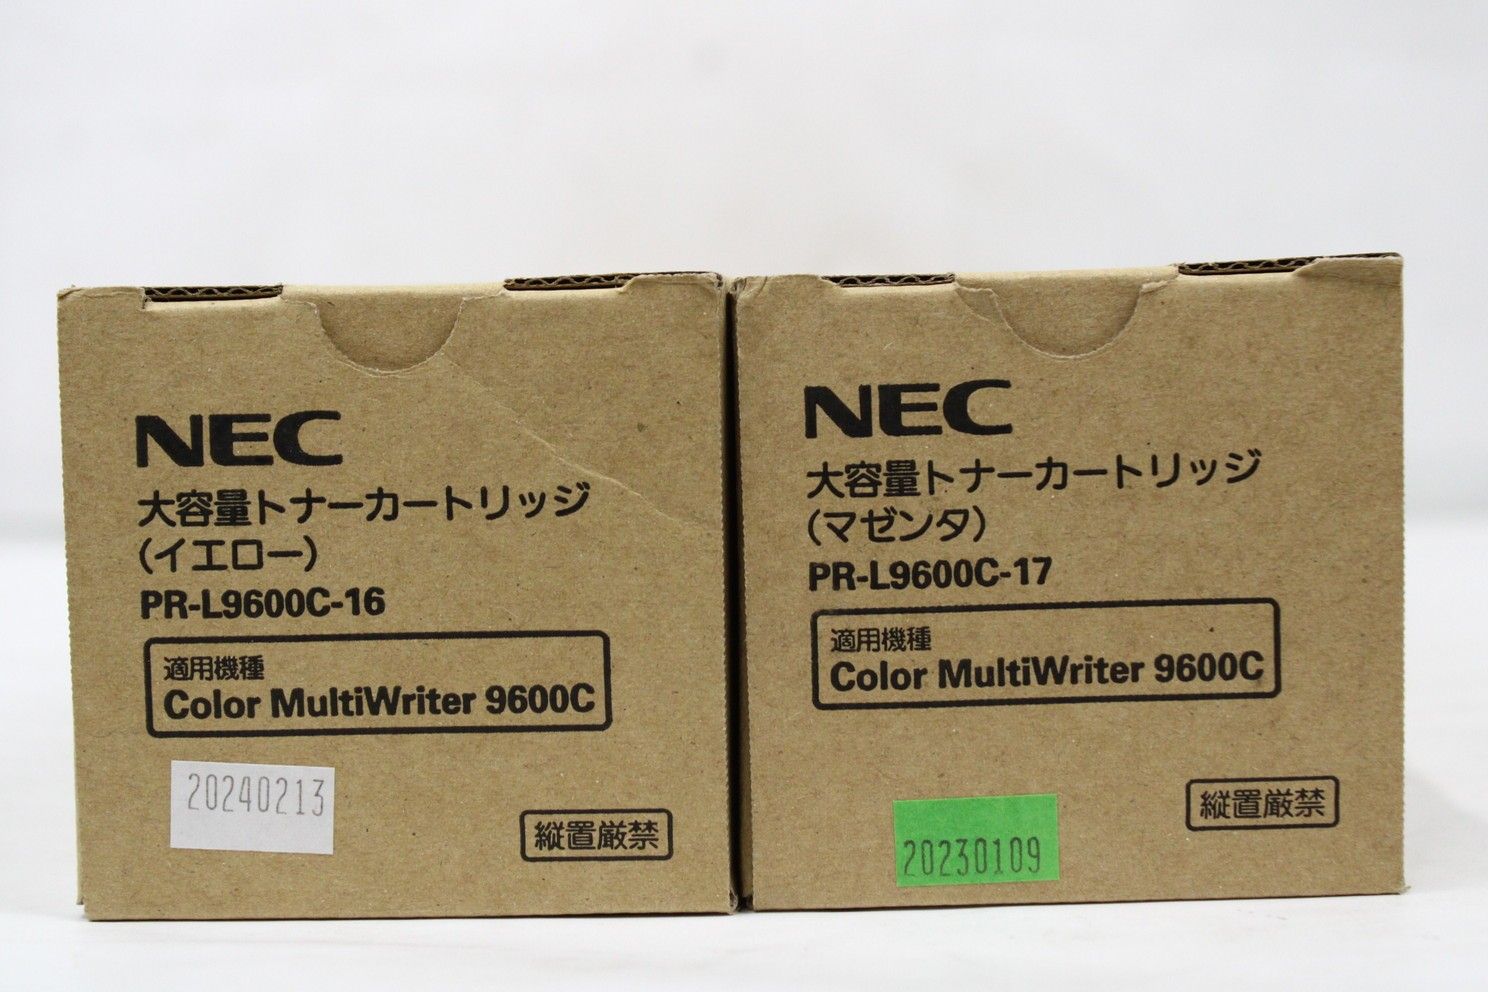 NEC
大容量トナーカートリッジ
(イエロー)
PR-L9600C-16
適用機種
Color MultiWriter 9600C
20240213
縦置厳禁
NEC
大容量トナーカートリッジ
(マゼンタ)
PR-L9600C-17
適用機種
Color MultiWriter 9600C
20230109
縦置厳禁